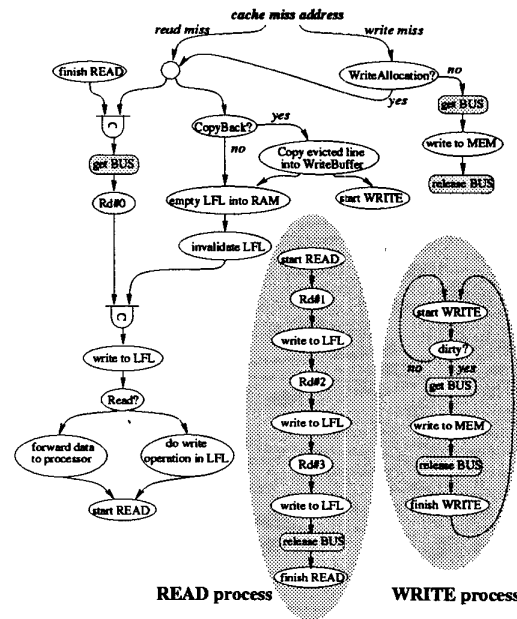 cache miss address
read miss
write miss
finish READ
WriteAllocation?
no
yes
get BUS
C
CopyBack?
yes
write to MEM
get BUS
no
Copy evicted line
into WriteBuffer
release BUS
Rd#0
empty LFL into RAM
start WRITE
invalidate LFL
start READ
Rd#1
start WRITE
C
write to LFL
dirty?
no
yes
write to LFL
Rd#2
get BUS
Read?
write to LFL
write to MEM
forward data
to processor
do write
operation in LFL
Rd#3
release BUS
start READ
write to LFL
finish WRITE
release BUS
finish READ
READ process
WRITE process